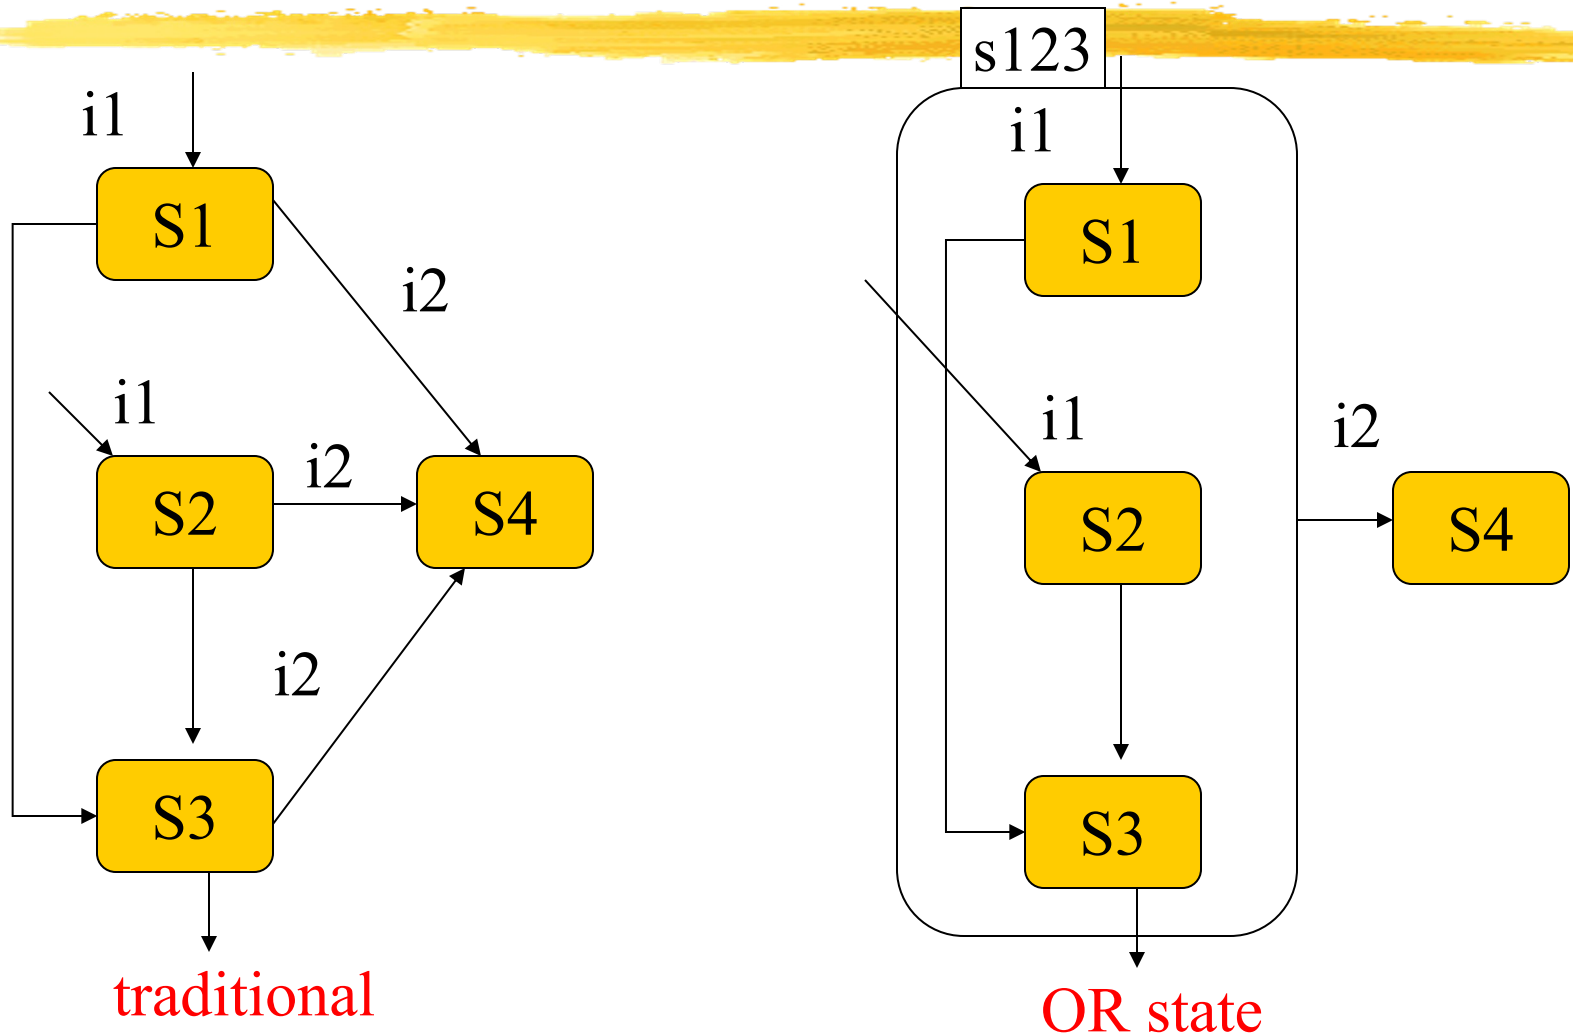 i1
S1
i2
i1
i2
S2
S4
i2
S3
traditional
s123
i1
S1
i1
i2
S2
S4
S3
OR state